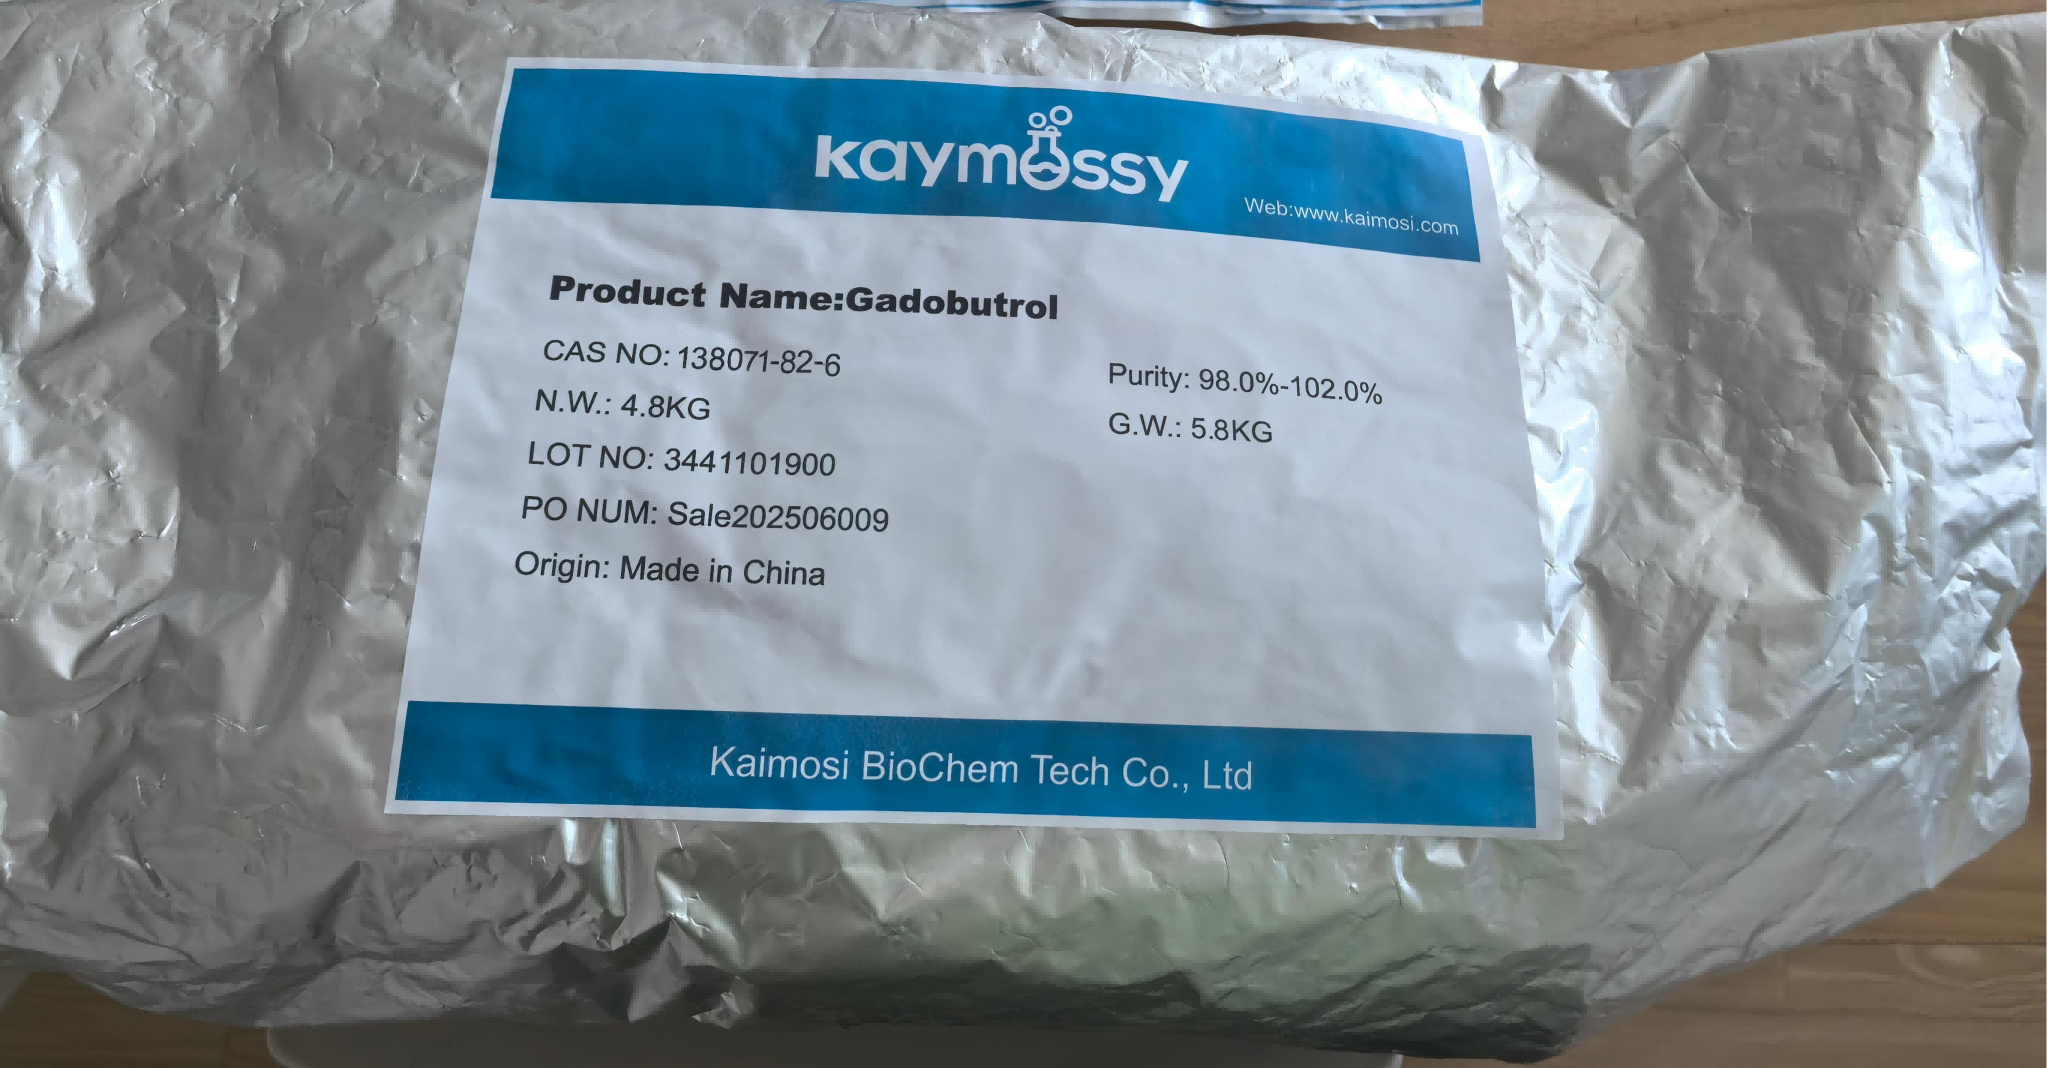 kaymossy
Web:www.kaimosi.com
Product Name:Gadobutrol
CAS NO: 138071-82-6
Purity: 98.0%-102.0%
N.W.: 4.8KG
G.W.: 5.8KG
LOT NO: 3441101900
PO NUM: Sale202506009
Origin: Made in China
Kaimosi BioChem Tech Co., Ltd